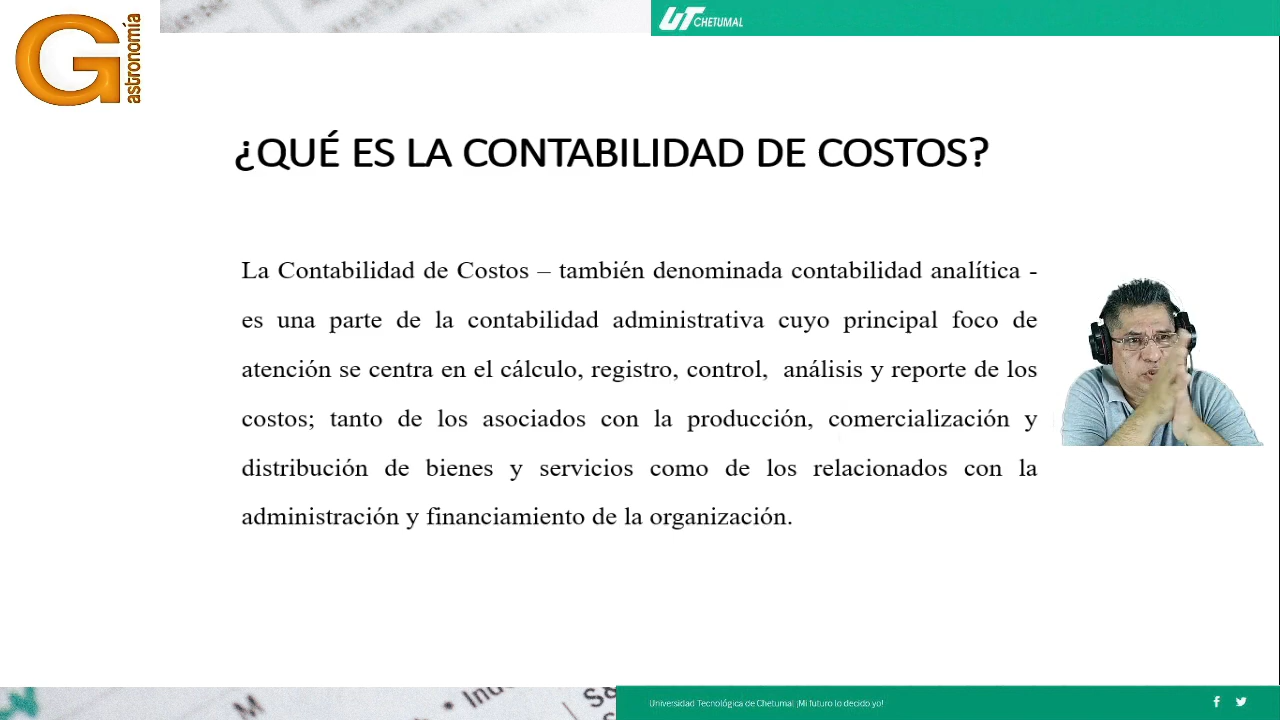 Gastronomía
UT CHETUMAL
¿QUÉ ES LA CONTABILIDAD DE COSTOS?
La Contabilidad de Costos – también denominada contabilidad analítica -
es una parte de la contabilidad administrativa cuyo principal foco de
atención se centra en el cálculo, registro, control, análisis y reporte de los
costos; tanto de los asociados con la producción, comercialización y
distribución de bienes y servicios como de los relacionados con la
administración y financiamiento de la organización.
Universidad Tecnológica de Chetumal ¡Mi futuro lo decido yo!